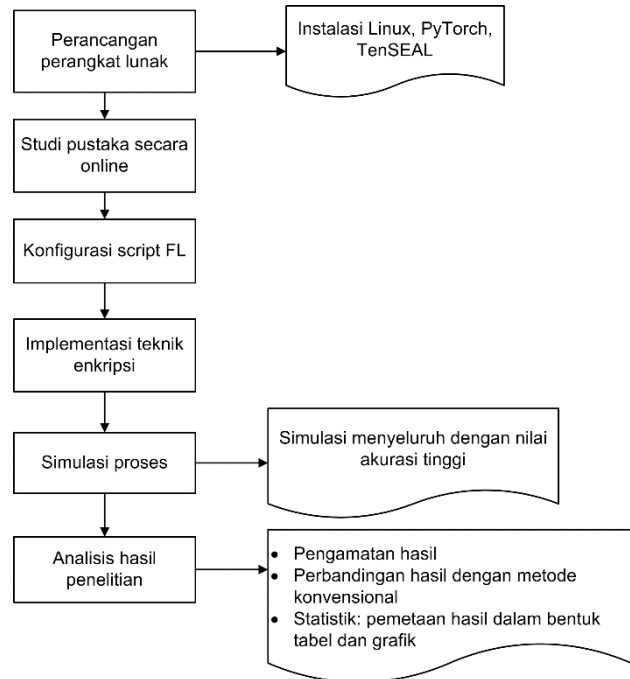 Perancangan
perangkat lunak
Instalasi Linux, PyTorch,
TenSEAL
Studi pustaka secara
online
Konfigurasi script FL
Implementasi teknik
enkripsi
Simulasi proses
Simulasi menyeluruh dengan nilai
akurasi tinggi
Analisis hasil
penelitian
• Pengamatan hasil
• Perbandingan hasil dengan metode
konvensional
• Statistik: pemetaan hasil dalam bentuk
tabel dan grafik